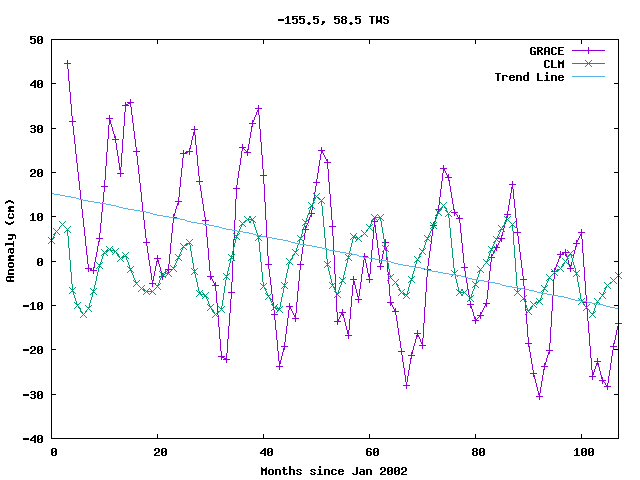 -155.5, 58.5 TWS
GRACE
CLM
Trend Line
50
40
30
20
10
0
-10
-20
-30
-40
Anomaly (cm)
0 20 40 60 80 100
Months since Jan 2002